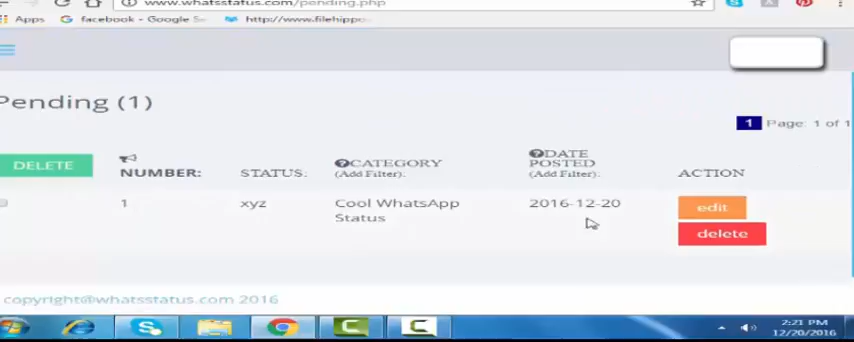 www.whatsstatus.com/pending.php
Apps
facebook - Google Se
http://www.filehippo
Pending (1)
1 Page: 1 of 1
DELETE
NUMBER:
STATUS:
CATEGORY
(Add Filter).
DATE
POSTED
(Add Filter).
ACTION
1
xyz
Cool WhatsApp
Status
2016-12-20
edit
delete
copyright@whatsstatus.com 2016
2:21 PM
12/20/2016